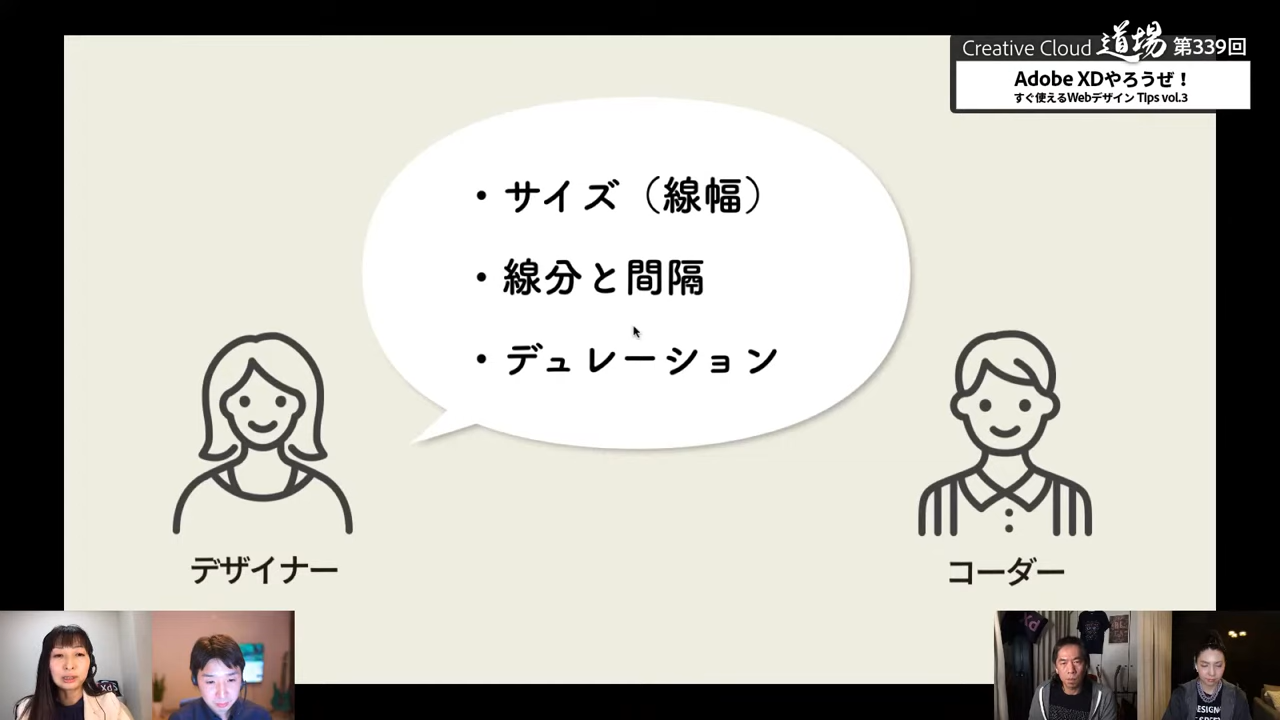 Creative Cloud 道場 第339回
Adobe XDやろうぜ！
すぐ使えるWebデザイン TIps vol.3
・サイズ（線幅）
・線分と間隔
・デュレーション
デザイナー
コーダー